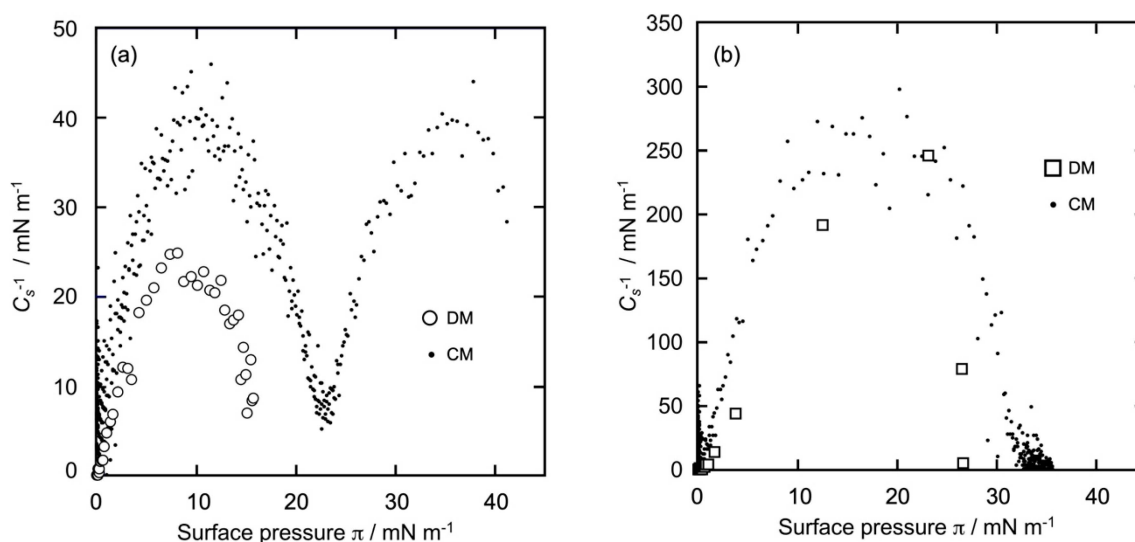 (a)
50
40
30
20
10
0
C_s^-1 / mN m^-1
DM
CM
0 10 20 30 40
Surface pressure π / mN m^-1
(b)
350
300
250
200
150
100
50
0
C_s^-1 / mN m^-1
DM
CM
0 10 20 30 40
Surface pressure π / mN m^-1